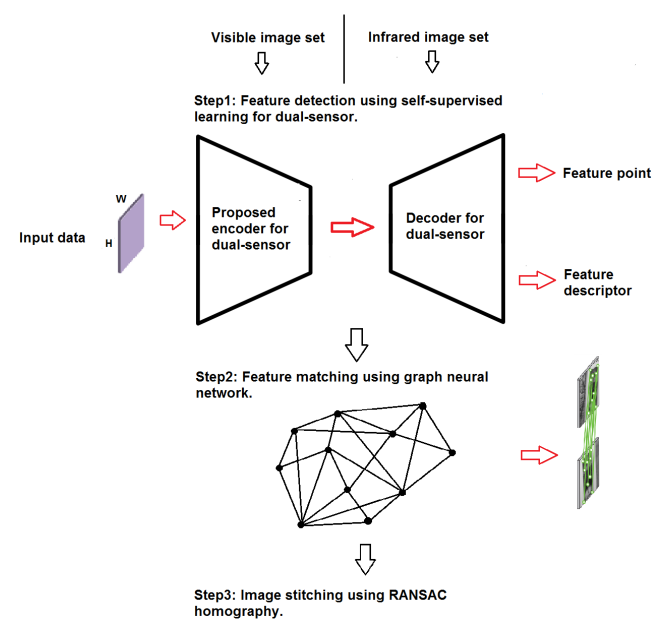 Visible image set
Infrared image set
Step1: Feature detection using self-supervised
learning for dual-sensor.
W
H
Input data
Proposed
encoder for
dual-sensor
Decoder for
dual-sensor
Feature point
Feature
descriptor
Step2: Feature matching using graph neural
network.
Step3: Image stitching using RANSAC
homography.